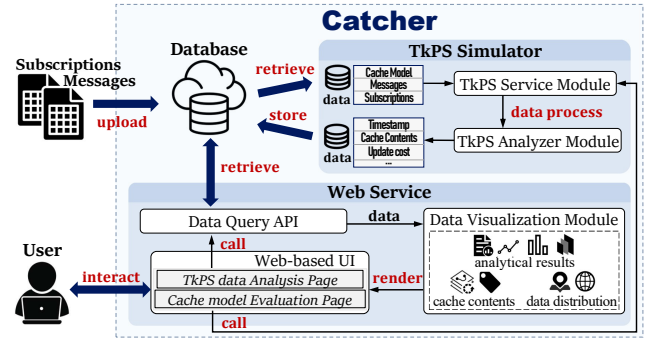 Catcher
Database
TkPS Simulator
Subscriptions
Messages
upload
retrieve
store
data
Cache Model
Messages
Subscriptions
TkPS Service Module
data process
data
Timestamp
Cache Contents
Update cost
...
TkPS Analyzer Module
retrieve
Web Service
Data Query API
data
Data Visualization Module
analytical results
cache contents
data distribution
call
Web-based UI
TkPS data Analysis Page
Cache model Evaluation Page
render
call
User
interact